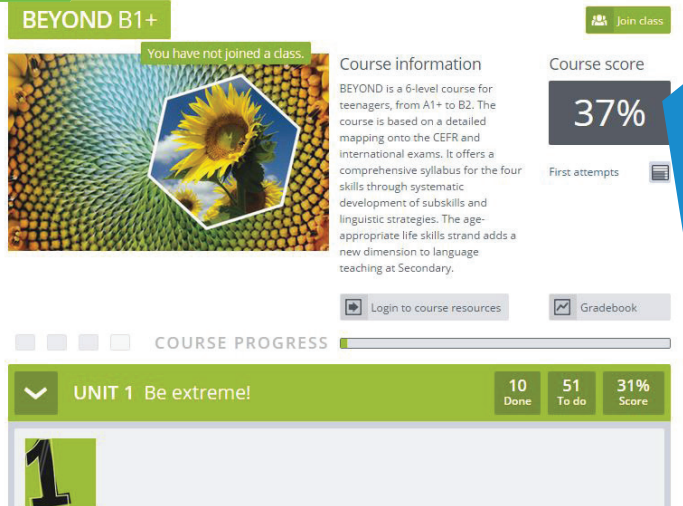 BEYOND B1+
Join class
You have not joined a class.
Course information
BEYOND is a 6-level course for
teenagers, from A1+ to B2. The
course is based on a detailed
mapping onto the CEFR and
international exams. It offers a
comprehensive syllabus for the four
skills through systematic
development of subskills and
linguistic strategies. The age-
appropriate life skills strand adds a
new dimension to language
teaching at Secondary.
Course score
37%
First attempts
Login to course resources
Gradebook
COURSE PROGRESS
UNIT 1 Be extreme!
10
Done
51
To do
31%
Score
1